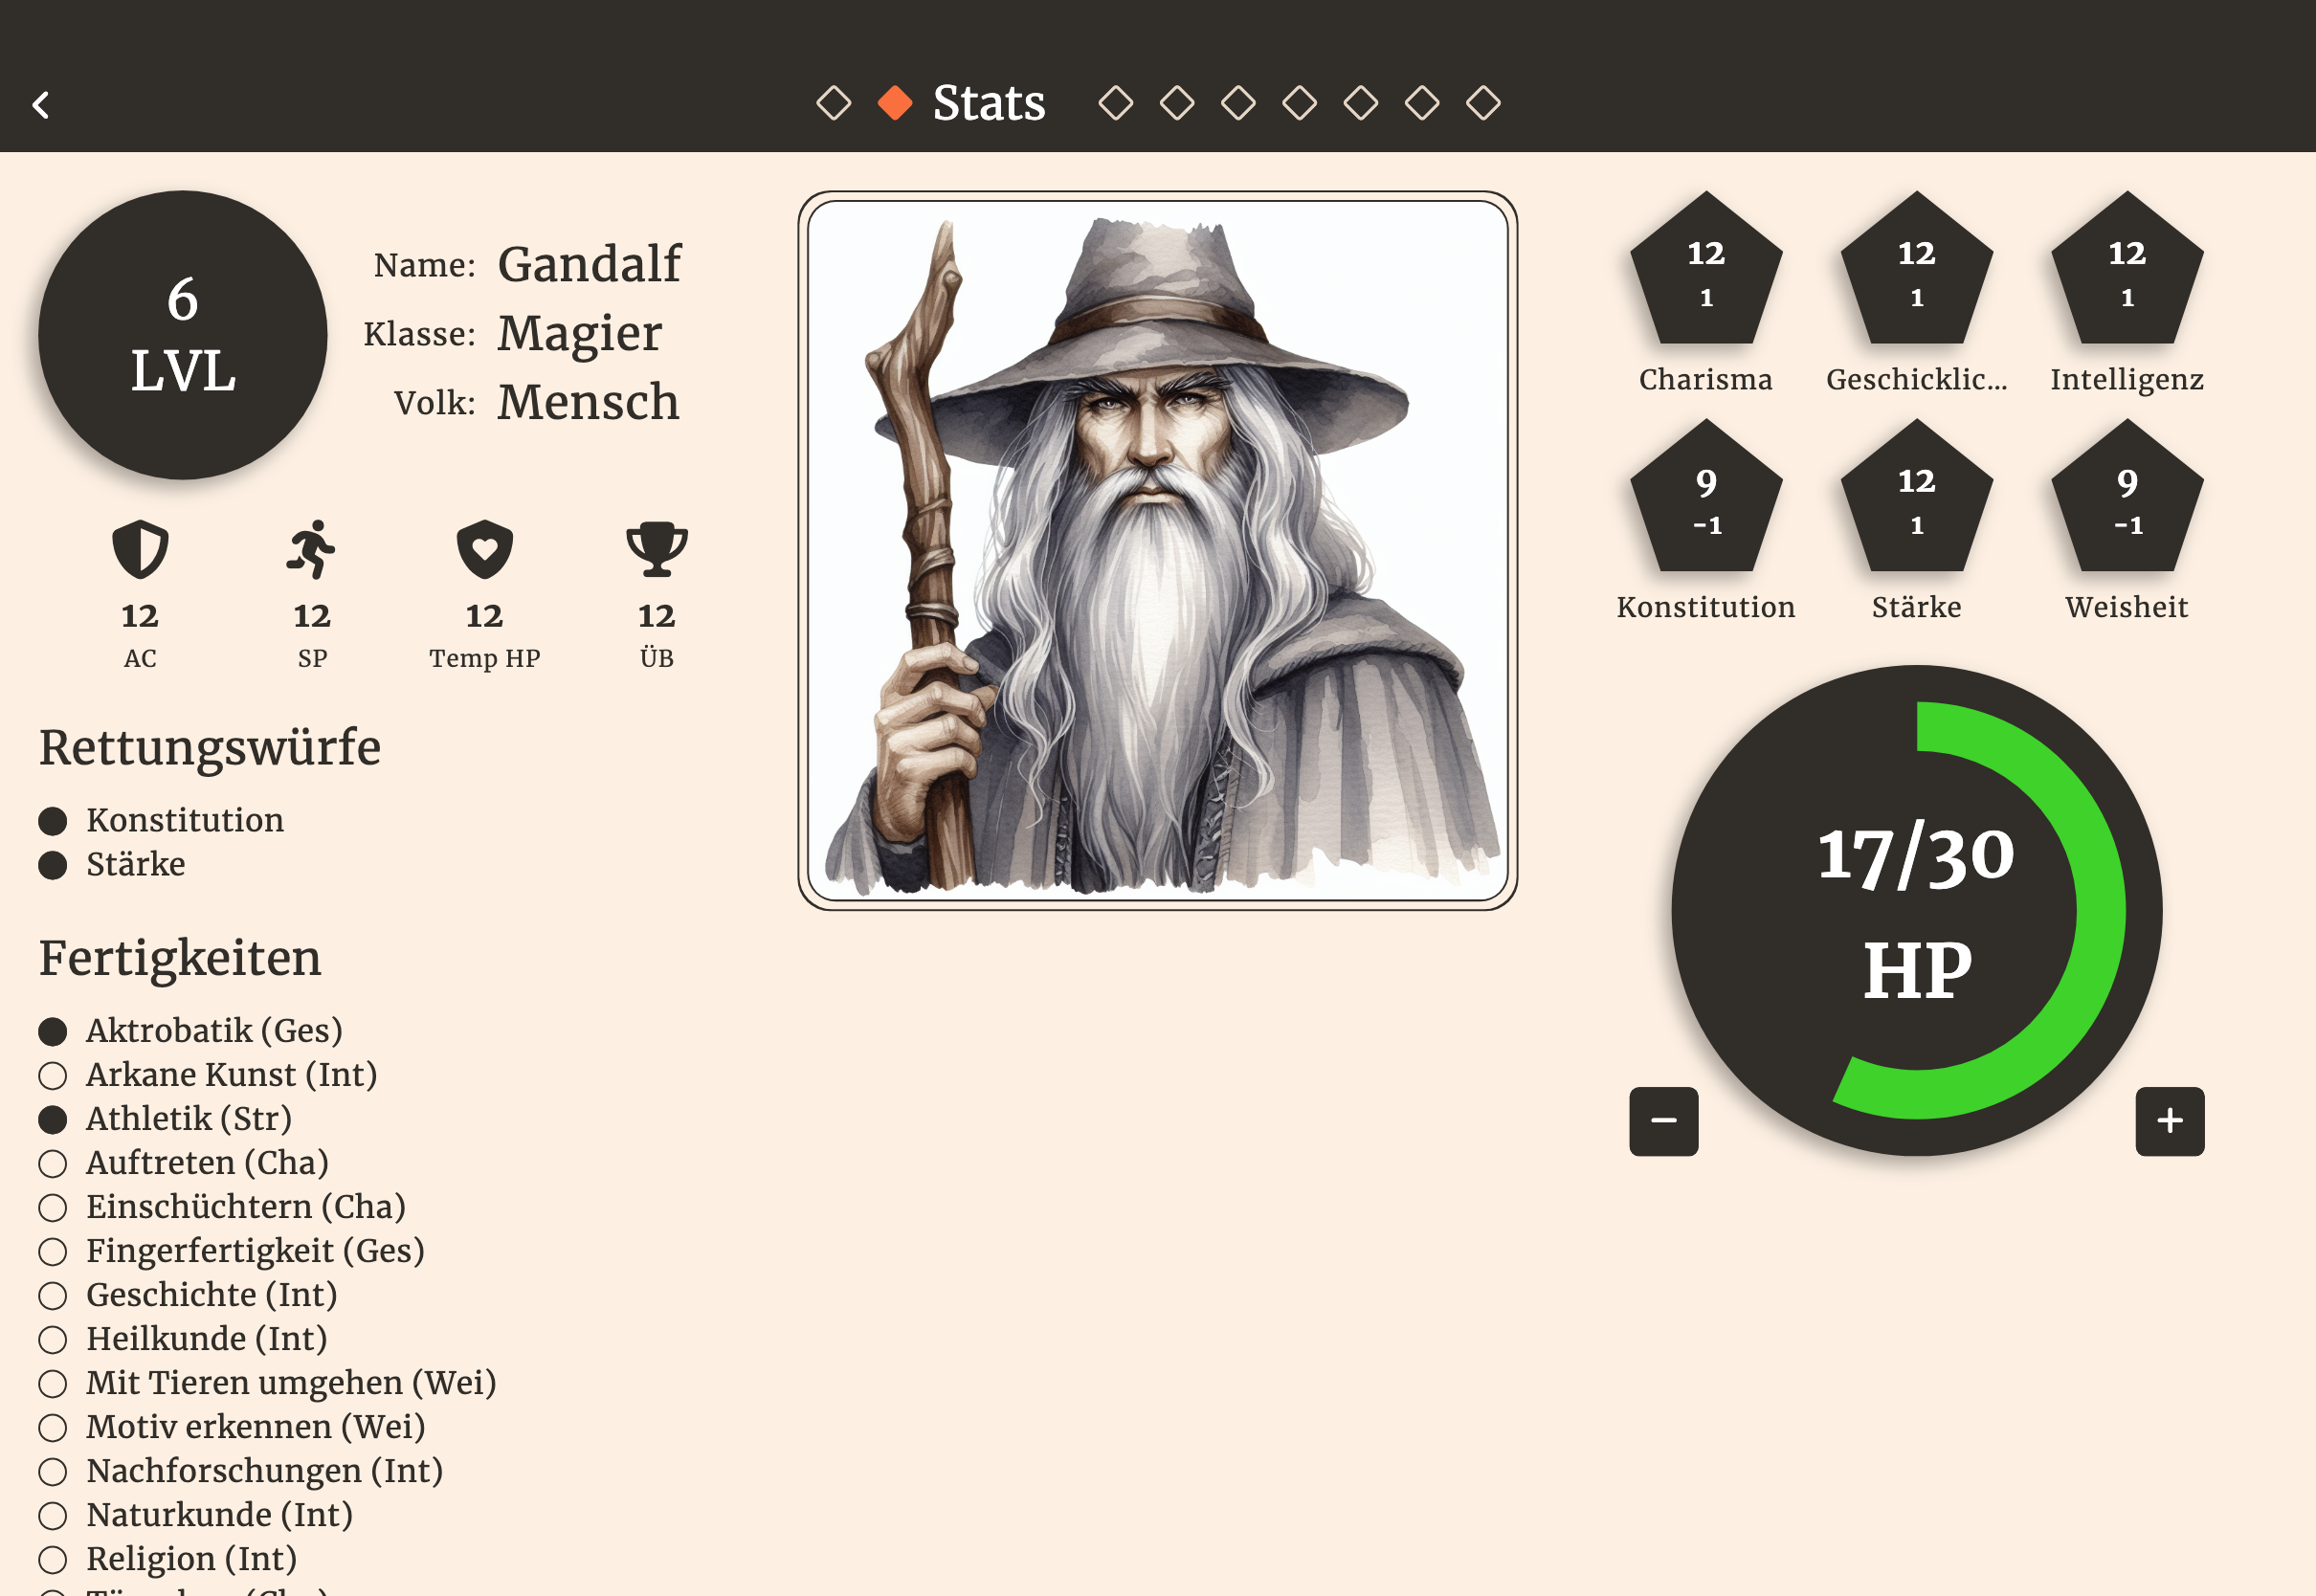 Stats
6
LVL
Name: Gandalf
Klasse: Magier
Volk: Mensch
12
AC
12
SP
12
Temp HP
12
ÜB
Rettungswürfe
Konstitution
Stärke
Fertigkeiten
Aktrobatik (Ges)
Arkane Kunst (Int)
Athletik (Str)
Auftreten (Cha)
Einschüchtern (Cha)
Fingerfertigkeit (Ges)
Geschichte (Int)
Heilkunde (Int)
Mit Tieren umgehen (Wei)
Motiv erkennen (Wei)
Nachforschungen (Int)
Naturkunde (Int)
Religion (Int)
12
1
Charisma
12
1
Geschicklic...
12
1
Intelligenz
9
-1
Konstitution
12
1
Stärke
9
-1
Weisheit
17/30
HP